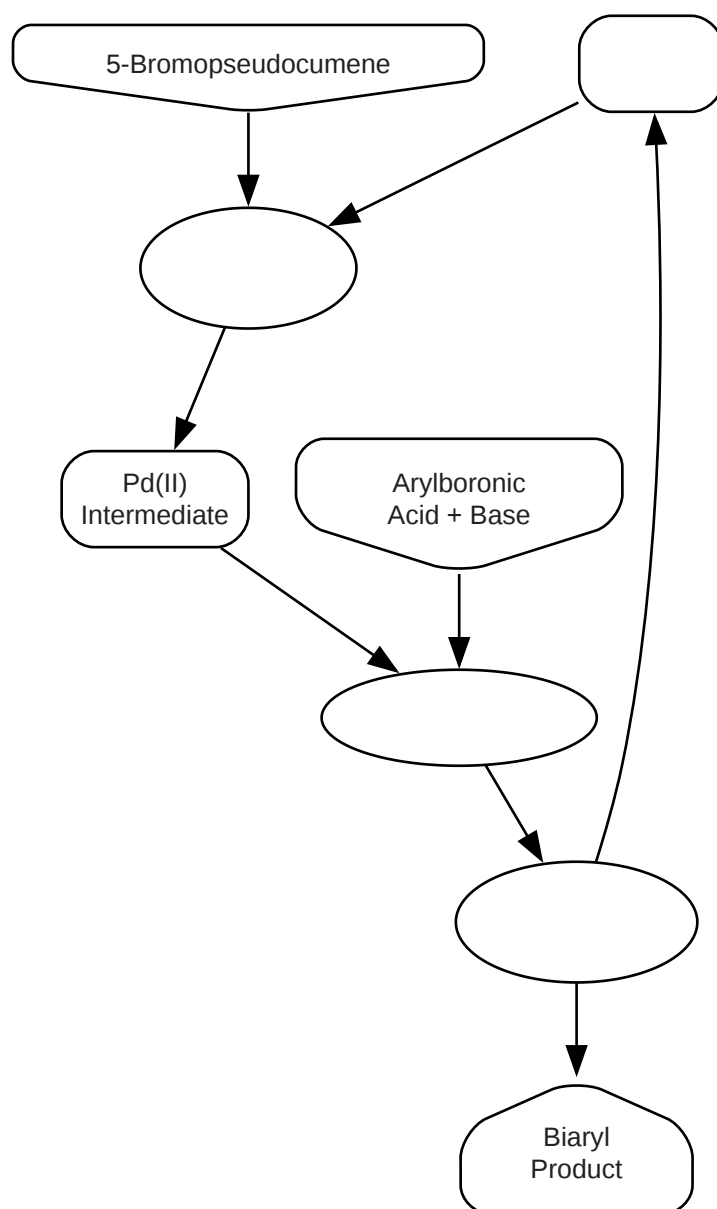 5-Bromopseudocumene
Pd(II)
Intermediate
Arylboronic
Acid + Base
Biaryl
Product